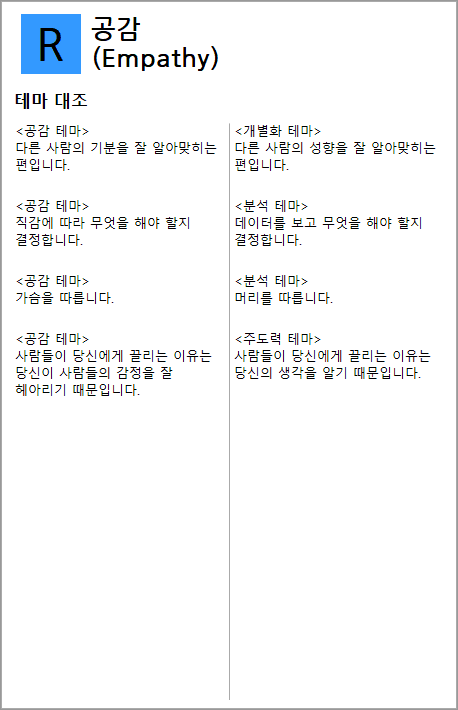 R
공감
(Empathy)
테마 대조
<공감 테마>
다른 사람의 기분을 잘 알아맞히는
편입니다.
<개별화 테마>
다른 사람의 성향을 잘 알아맞히는
편입니다.
<공감 테마>
직감에 따라 무엇을 해야 할지
결정합니다.
<분석 테마>
데이터를 보고 무엇을 해야 할지
결정합니다.
<공감 테마>
가슴을 따릅니다.
<분석 테마>
머리를 따릅니다.
<공감 테마>
사람들이 당신에게 끌리는 이유는
당신이 사람들의 감정을 잘
헤아리기 때문입니다.
<주도력 테마>
사람들이 당신에게 끌리는 이유는
당신의 생각을 알기 때문입니다.